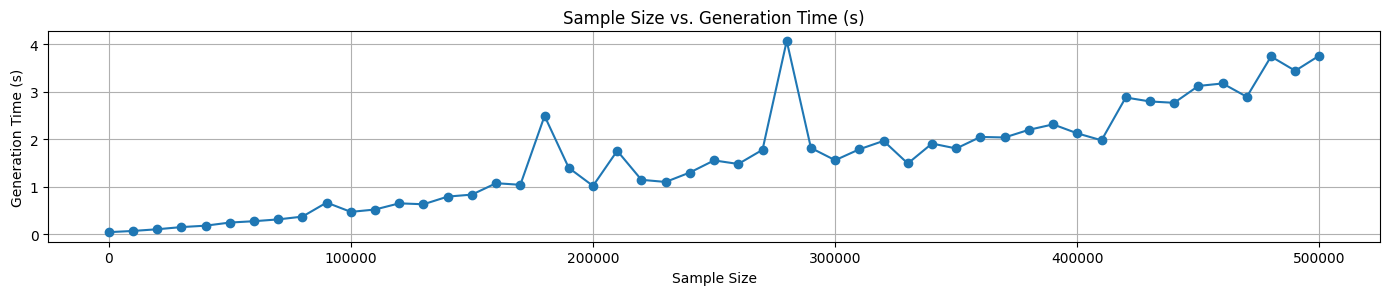 Sample Size vs. Generation Time (s)
Generation Time (s)
4
3
2
1
0
0 100000 200000 300000 400000 500000
Sample Size